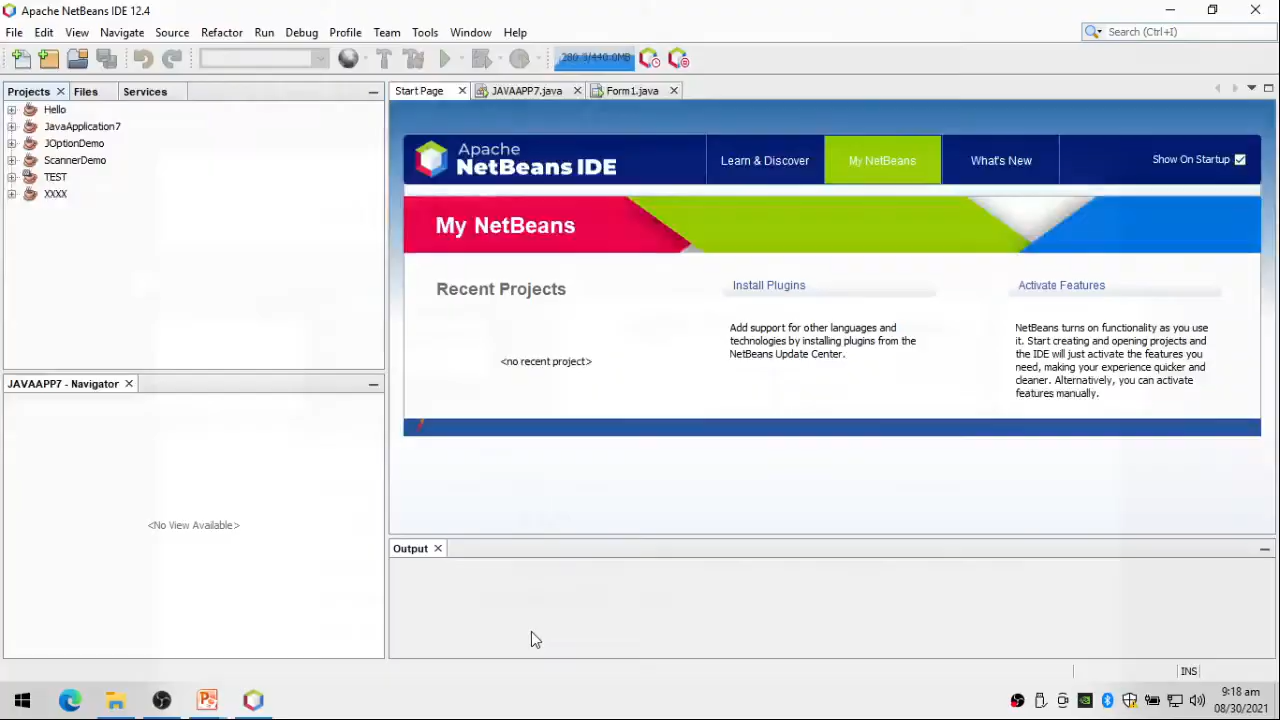 Apache NetBeans IDE 12.4
File Edit View Navigate Source Refactor Run Debug Profile Team Tools Window Help
Search (Ctrl+I)
280.3/440.0MB
Projects Files Services
Hello
JavaApplication7
JOptionDemo
ScannerDemo
TEST
XXXX
JAVAAPP7 - Navigator
<No View Available>
Start Page JAVAAPP7.java Form1.java
Apache
NetBeans IDE
Learn & Discover My NetBeans What's New Show On Startup
My NetBeans
Recent Projects
<no recent project>
Install Plugins
Add support for other languages and
technologies by installing plugins from the
NetBeans Update Center.
Activate Features
NetBeans turns on functionality as you use
it. Start creating and opening projects and
the IDE will just activate the features you
need, making your experience quicker and
cleaner. Alternatively, you can activate
features manually.
Output
INS
9:18 am
08/30/2021